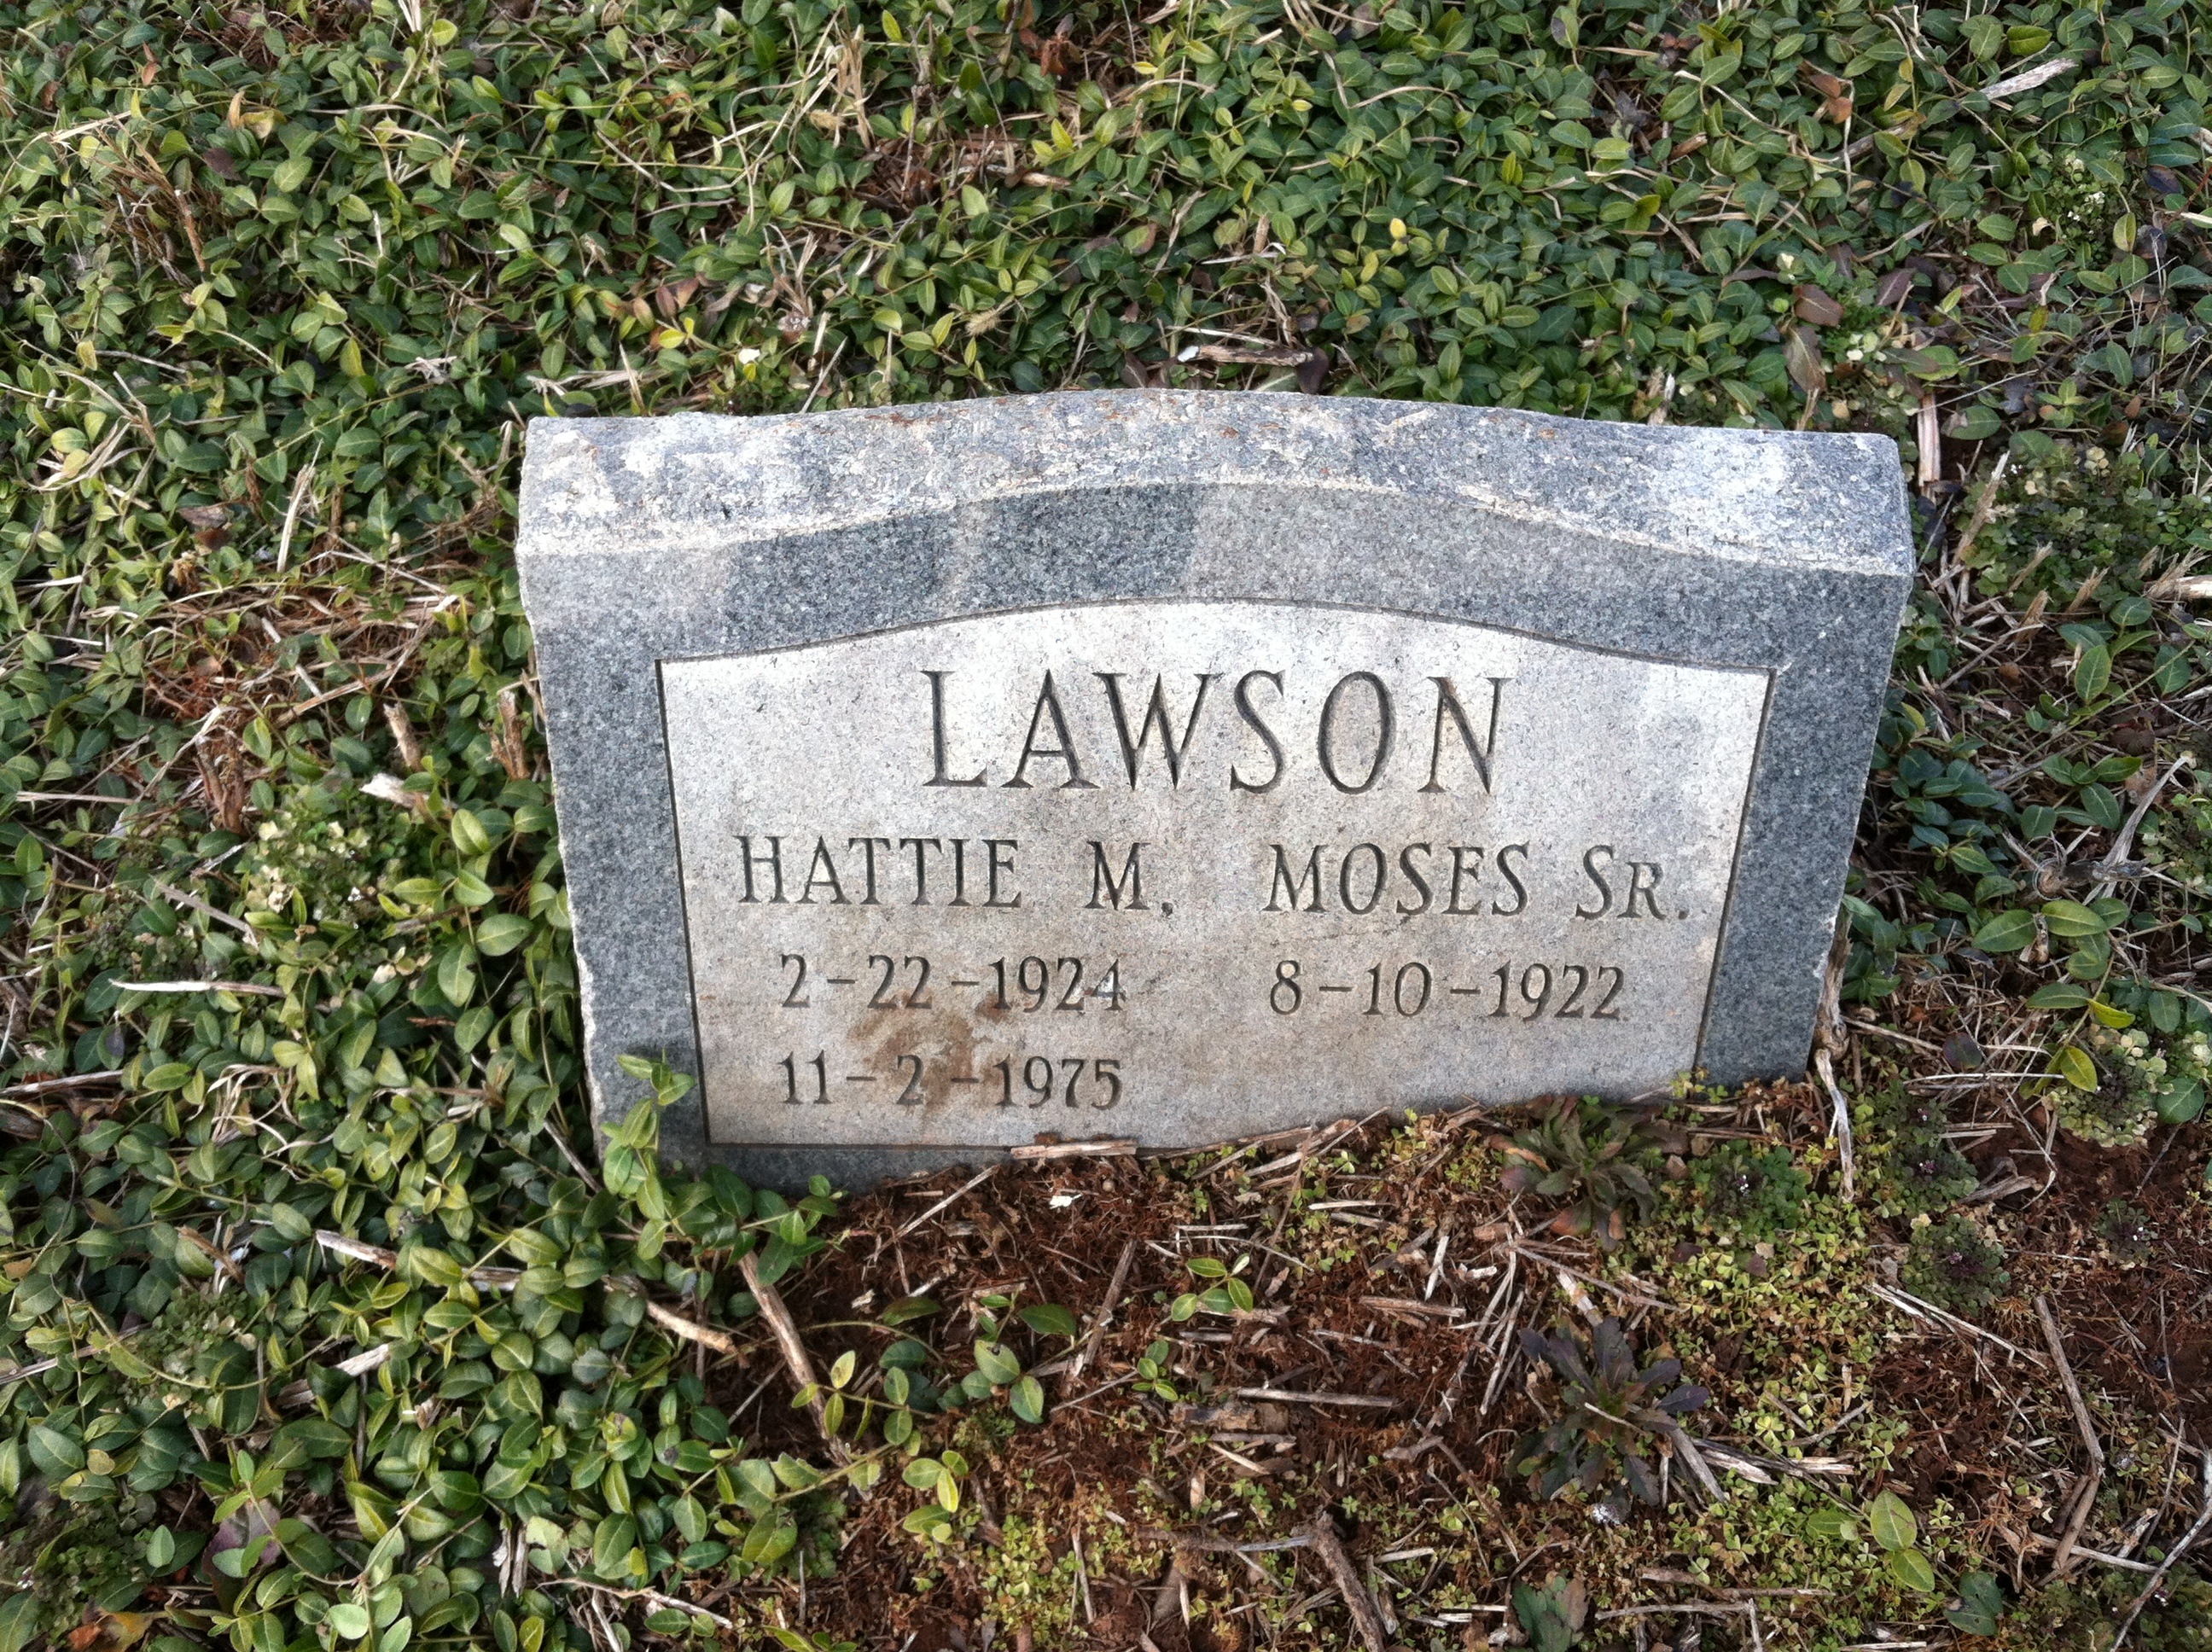 LAWSON
HATTIE M. MOSES SR.
2-22-1924 8-10-1922
11-2-1975